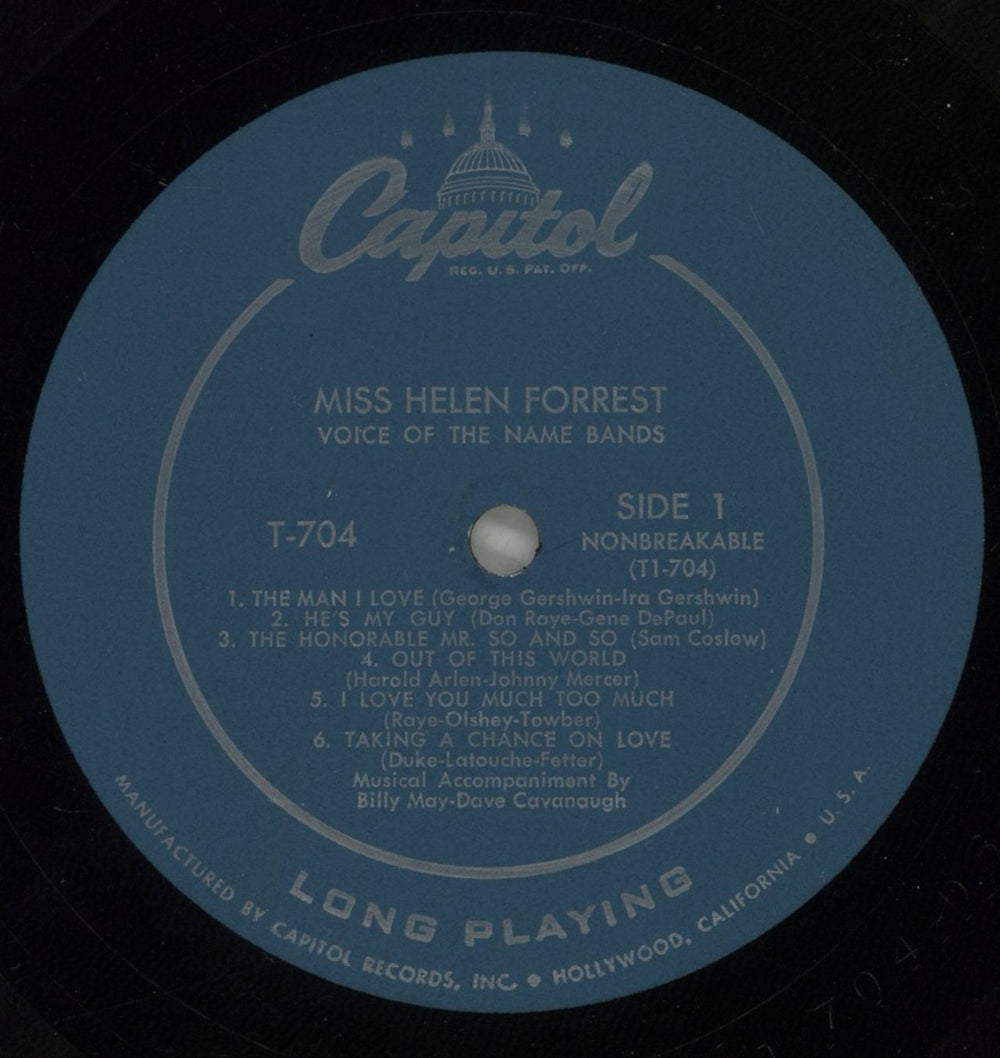 Capitol
REG. U.S. PAT. OFF.
MISS HELEN FORREST
VOICE OF THE NAME BANDS
T-704
SIDE 1
NONBREAKABLE
(T1-704)
1. THE MAN I LOVE (George Gershwin-Ira Gershwin)
2. HE'S MY GUY (Don Raye-Gene DePaul)
3. THE HONORABLE MR. SO AND SO (Sam Coslow)
4. OUT OF THIS WORLD
(Harold Arlen-Johnny Mercer)
5. I LOVE YOU MUCH TOO MUCH
(Raye-Olshey-Towber)
6. TAKING A CHANCE ON LOVE
(Duke-Latouche-Fetter)
Musical Accompaniment By
Billy May-Dave Cavanaugh
LONG PLAYING
MANUFACTURED BY CAPITOL RECORDS, INC. ● HOLLYWOOD, CALIFORNIA ● U. S. A.
704